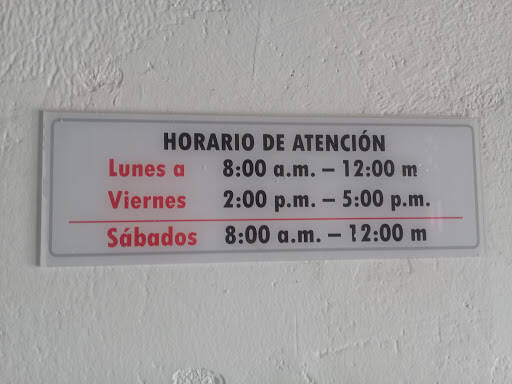 HORARIO DE ATENCIÓN
Lunes a 8:00 a.m. – 12:00 m
Viernes 2:00 p.m. – 5:00 p.m.
Sábados 8:00 a.m. – 12:00 m